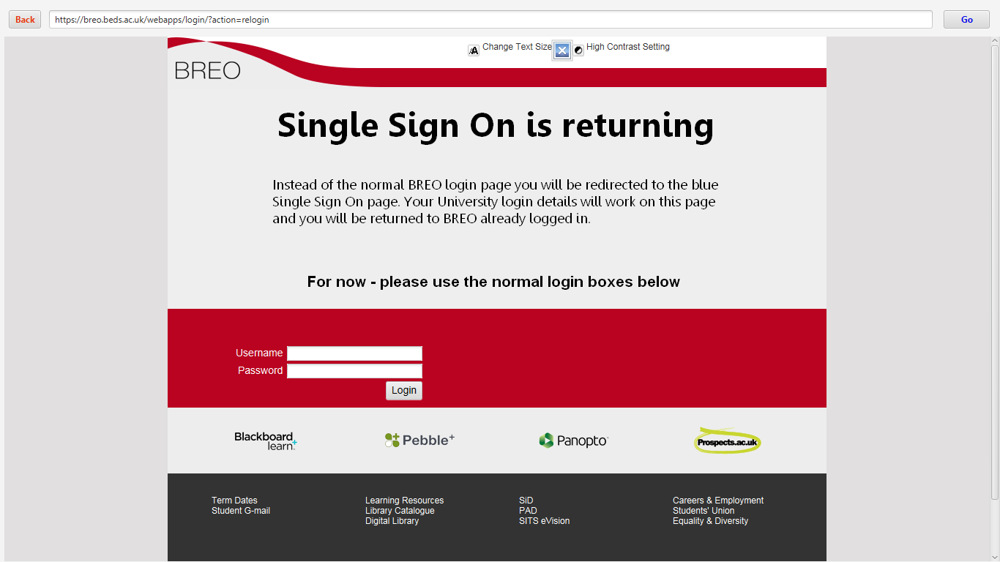 Back
https://breo.beds.ac.uk/webapps/login/?action=relogin
Go
Change Text Size
High Contrast Setting
BREO
Single Sign On is returning
Instead of the normal BREO login page you will be redirected to the blue
Single Sign On page. Your University login details will work on this page
and you will be returned to BREO already logged in.
For now - please use the normal login boxes below
Username
Password
Login
Blackboard
learn
Pebble+
Panopto
Prospects.ac.uk
Term Dates
Student G-mail
Learning Resources
Library Catalogue
Digital Library
SiD
PAD
SITS eVision
Careers & Employment
Students' Union
Equality & Diversity